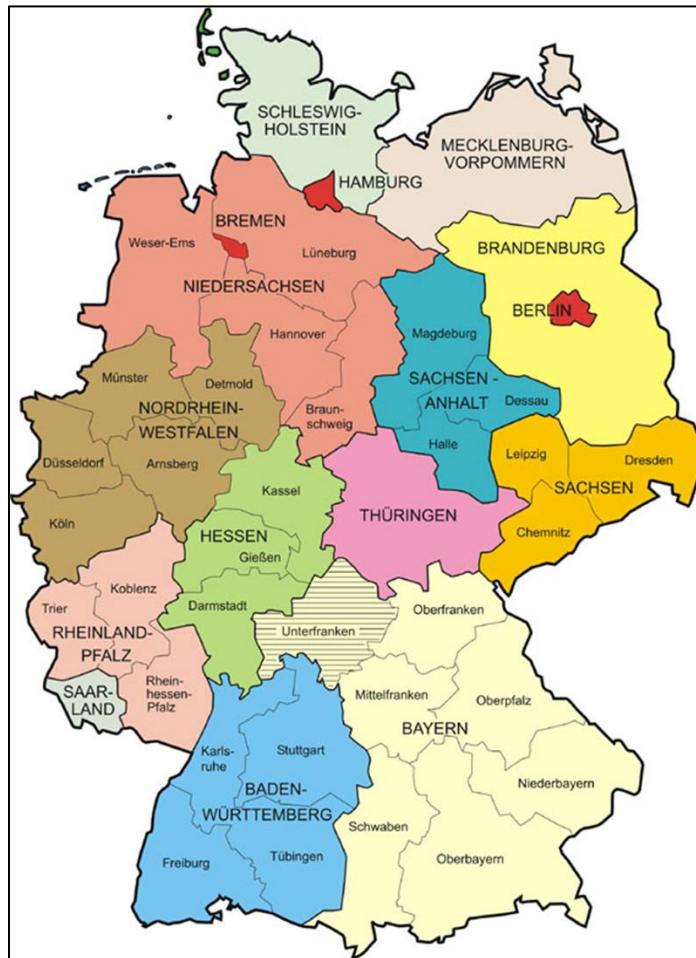 SCHLESWIG-
HOLSTEIN
MECKLENBURG-
VORPOMMERN
HAMBURG
BREMEN
Weser-Ems
Lüneburg
BRANDENBURG
NIEDERSACHSEN
BERLIN
Hannover
Magdeburg
Münster
Detmold
SACHSEN-
ANHALT
Dessau
NORDRHEIN-
WESTFALEN
Braun-
schweig
Halle
Leipzig
Dresden
Düsseldorf
Arnsberg
Kassel
SACHSEN
THÜRINGEN
Köln
HESSEN
Gießen
Chemnitz
Koblenz
Trier
Darmstadt
Oberfranken
RHEINLAND-
PFALZ
Unterfranken
SAAR-
LAND
Rhein-
hessen-
Pfalz
Mittelfranken
Oberpfalz
BAYERN
Karls-
ruhe
Stuttgart
Niederbayern
BADEN-
WÜRTTEMBERG
Schwaben
Freiburg
Tübingen
Oberbayern